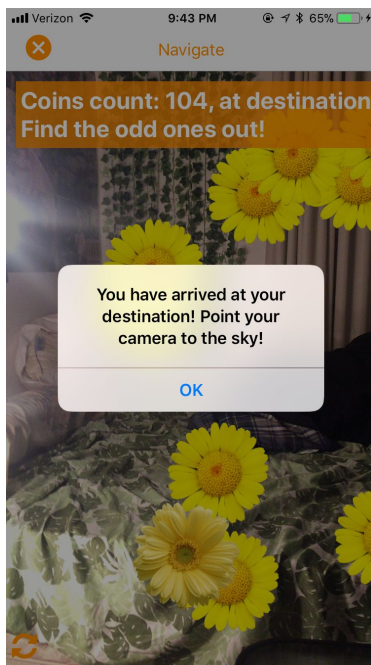 Verizon 9:43 PM 65%
Navigate
Coins count: 104, at destination
Find the odd ones out!
You have arrived at your
destination! Point your
camera to the sky!
OK